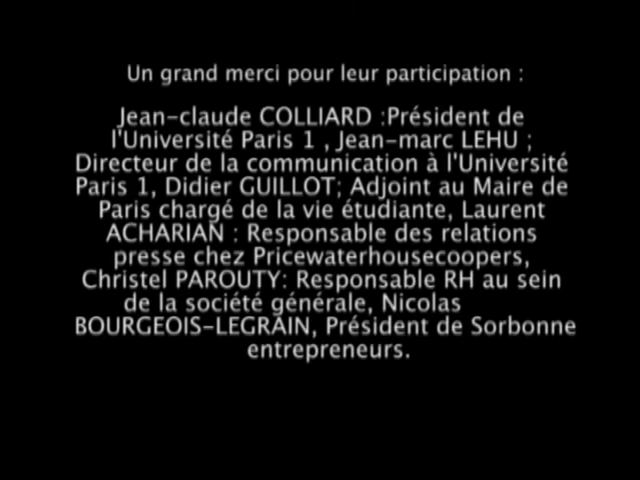 Un grand merci pour leur participation :
Jean-claude COLLIARD :Président de
l'Université Paris 1 , Jean-marc LEHU ;
Directeur de la communication à l'Université
Paris 1, Didier GUILLOT; Adjoint au Maire de
Paris chargé de la vie étudiante, Laurent
ACHARIAN : Responsable des relations
presse chez Pricewaterhousecoopers,
Christel PAROUTY: Responsable RH au sein
de la société générale, Nicolas
BOURGEOIS-LEGRAIN, Président de Sorbonne
entrepreneurs.